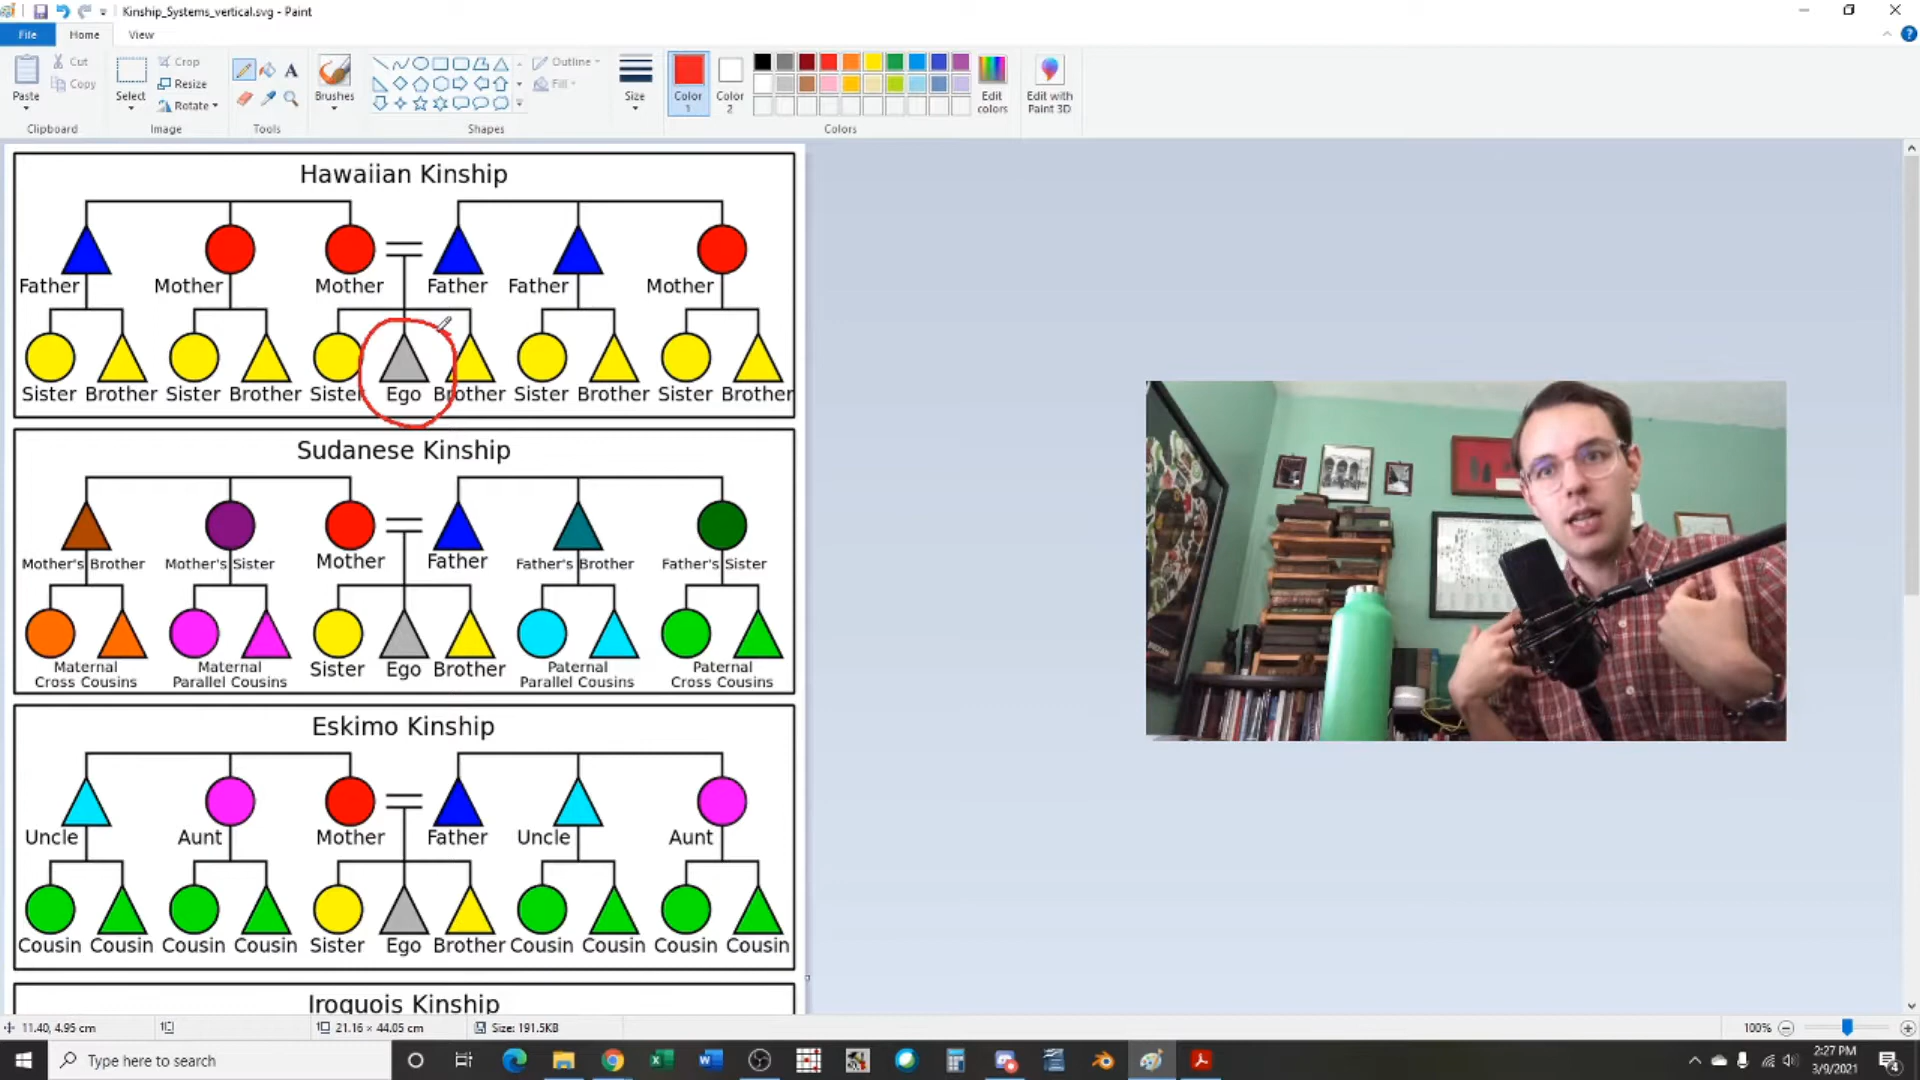 Kinship_Systems_vertical.svg - Paint
File Home View
Paste
Cut
Copy
Clipboard
Select
Crop
Resize
Rotate
Image
A
Tools
Brushes
Outline
Fill
Shapes
Size
Color 1
Color 2
Edit colors
Colors
Edit with Paint 3D
Hawaiian Kinship
Father Mother Mother Father Father Mother
Sister Brother Sister Brother Sister Ego Brother Sister Brother Sister Brother
Sudanese Kinship
Mother's Brother Mother's Sister Mother Father Father's Brother Father's Sister
Maternal Cross Cousins
Maternal Parallel Cousins
Sister Ego Brother
Paternal Parallel Cousins
Paternal Cross Cousins
Eskimo Kinship
Uncle Aunt Mother Father Uncle Aunt
Cousin Cousin Cousin Cousin Sister Ego Brother Cousin Cousin Cousin Cousin
Iroquois Kinship
11.40, 4.95 cm 21.16 × 44.05 cm Size: 191.5KB 100%
Type here to search
2:27 PM
3/9/2021
4